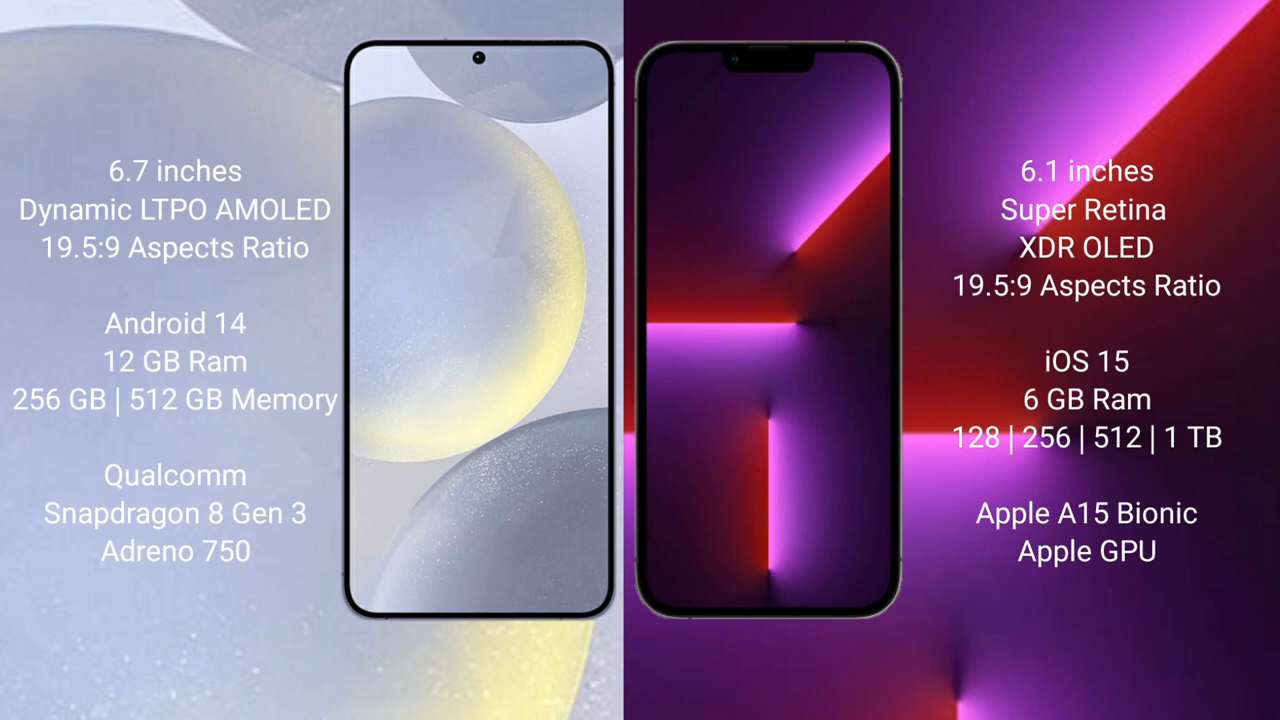 6.7 inches
Dynamic LTPO AMOLED
19.5:9 Aspects Ratio
Android 14
12 GB Ram
256 GB | 512 GB Memory
Qualcomm
Snapdragon 8 Gen 3
Adreno 750
6.1 inches
Super Retina
XDR OLED
19.5:9 Aspects Ratio
iOS 15
6 GB Ram
128 | 256 | 512 | 1 TB
Apple A15 Bionic
Apple GPU